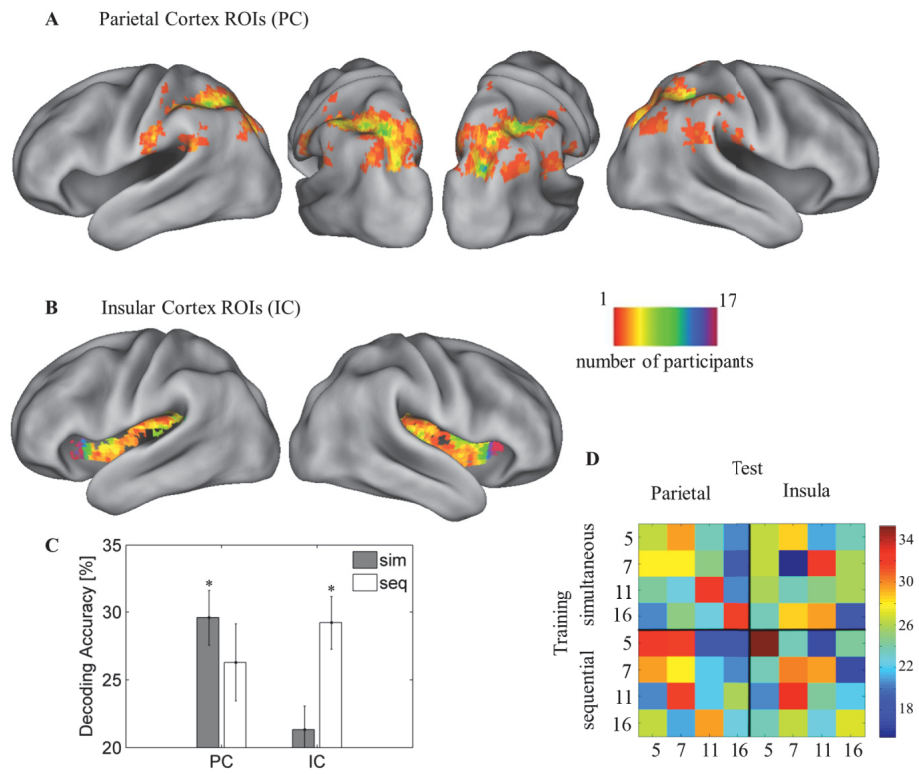 A Parietal Cortex ROIs (PC)
B Insular Cortex ROIs (IC)
1 17
number of participants
C
35
30
25
20
Decoding Accuracy [%]
sim
seq
*
*
PC IC
D
Test
Parietal Insula
Training
simultaneous
sequential
5
7
11
16
5
7
11
16
5 7 11 16 5 7 11 16
34
30
26
22
18